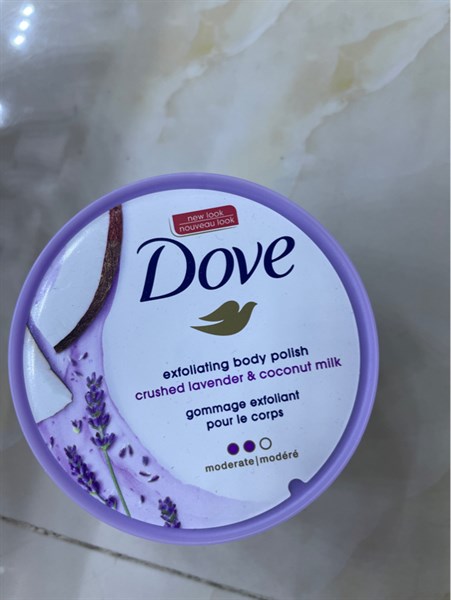 new look
nouveau look
Dove
exfoliating body polish
crushed lavender & coconut milk
gommage exfoliant
pour le corps
moderate|modéré